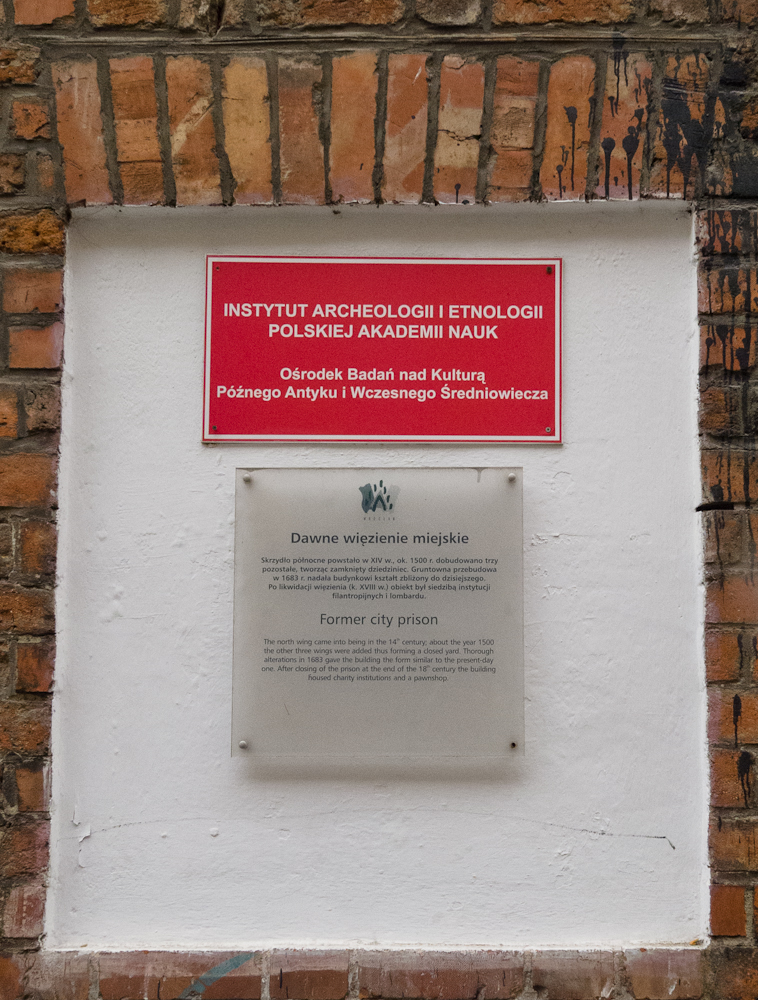 INSTYTUT ARCHEOLOGII I ETNOLOGII
POLSKIEJ AKADEMII NAUK
Ośrodek Badań nad Kulturą
Późnego Antyku i Wczesnego Średniowiecza
Dawne więzienie miejskie
Skrzydło północne powstało w XIV w., ok. 1500 r. dobudowano trzy
pozostałe, tworząc zamknięty dziedziniec. Gruntowna przebudowa
w 1683 r. nadała budynkowi kształt zbliżony do dzisiejszego.
Po likwidacji więzienia (k. XVIII w.) obiekt był siedzibą instytucji
filantropijnych i lombardu.
Former city prison
The north wing came into being in the 14th century; about the year 1500
the other three wings were added thus forming a closed yard. Thorough
alterations in 1683 gave the building the form similar to the present-day
one. After closing of the prison at the end of the 18th century the building
housed charity institutions and a pawnshop.